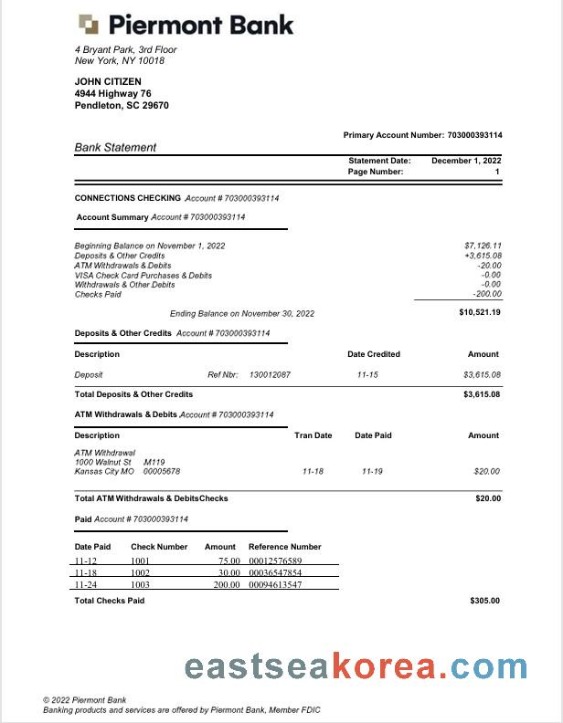 Piermont Bank
4 Bryant Park, 3rd Floor
New York, NY 10018
JOHN CITIZEN
4944 Highway 76
Pendleton, SC 29670
Primary Account Number: 703000393114
Bank Statement
Statement Date: December 1, 2022
Page Number: 1
CONNECTIONS CHECKING Account # 703000393114
Account Summary Account # 703000393114
Beginning Balance on November 1, 2022 $7,126.11
Deposits & Other Credits +3,615.08
ATM Withdrawals & Debits -20.00
VISA Check Card Purchases & Debits -0.00
Withdrawals & Other Debits -0.00
Checks Paid -200.00
Ending Balance on November 30, 2022 $10,521.19
Deposits & Other Credits Account # 703000393114
Description Date Credited Amount
Deposit Ref Nbr: 130012087 11-15 $3,615.08
Total Deposits & Other Credits $3,615.08
ATM Withdrawals & Debits Account # 703000393114
Description Tran Date Date Paid Amount
ATM Withdrawal
1000 Walnut St M119
Kansas City MO 00005678 11-18 11-19 $20.00
Total ATM Withdrawals & DebitsChecks $20.00
Paid Account # 703000393114
Date Paid Check Number Amount Reference Number
11-12 1001 75.00 00012576589
11-18 1002 30.00 00036547854
11-24 1003 200.00 00094613547
Total Checks Paid $305.00
eastseakorea.com
© 2022 Piermont Bank
Banking products and services are offered by Piermont Bank, Member FDIC